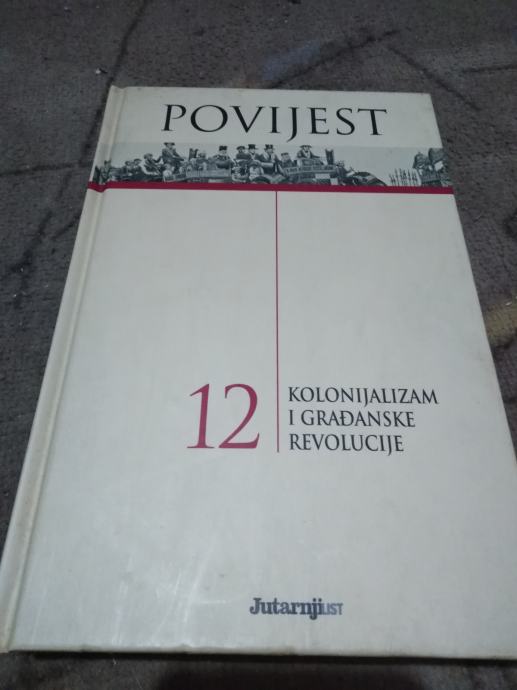 POVIJEST
12
KOLONIJALIZAM
I GRAĐANSKE
REVOLUCIJE
JutarnjiLIST